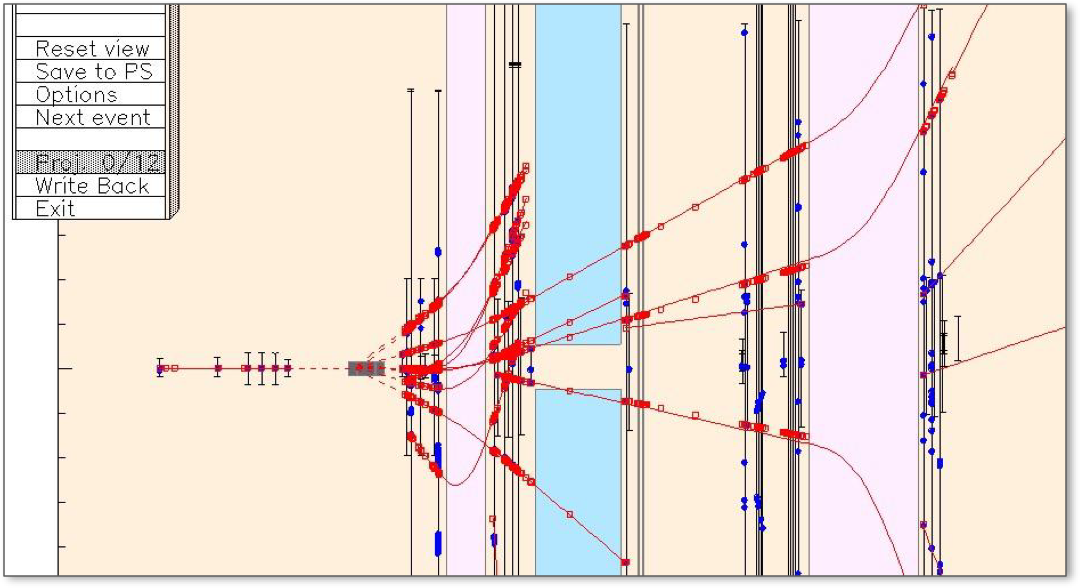 Reset view
Save to PS
Options
Next event
Proj. 0/12
Write Back
Exit